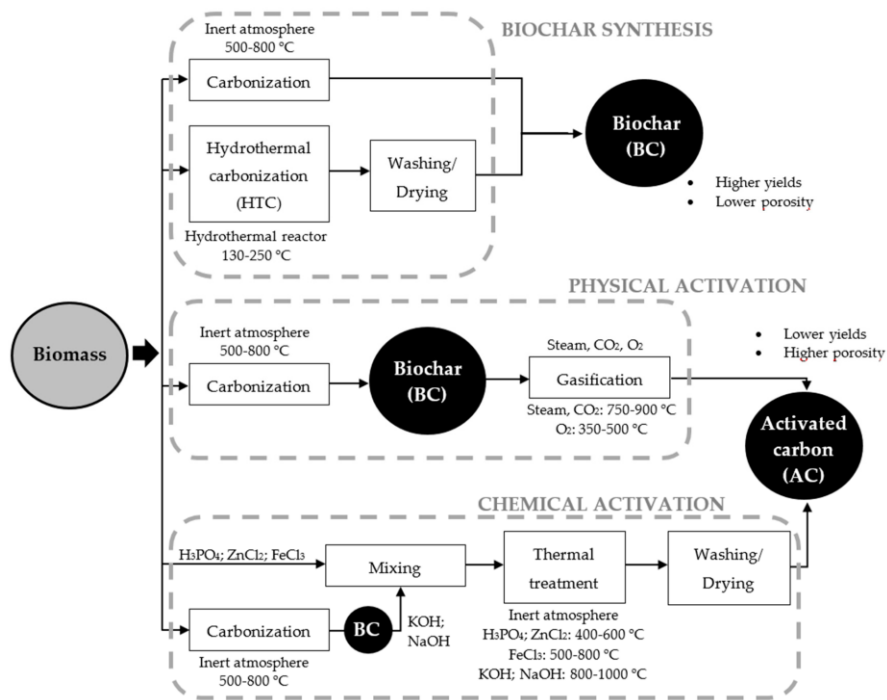 BIOCHAR SYNTHESIS
Inert atmosphere
500-800 °C
Carbonization
Hydrothermal
carbonization
(HTC)
Hydrothermal reactor
130-250 °C
Washing/
Drying
Biochar
(BC)
• Higher yields
• Lower porosity
Biomass
PHYSICAL ACTIVATION
Inert atmosphere
500-800 °C
Carbonization
Biochar
(BC)
Steam, CO₂, O₂
Gasification
Steam, CO₂: 750-900 °C
O₂: 350-500 °C
• Lower yields
• Higher porosity
Activated
carbon
(AC)
CHEMICAL ACTIVATION
H₃PO₄; ZnCl₂; FeCl₃
Mixing
Carbonization
Inert atmosphere
500-800 °C
BC
KOH;
NaOH
Thermal
treatment
Inert atmosphere
H₃PO₄; ZnCl₂: 400-600 °C
FeCl₃: 500-800 °C
KOH; NaOH: 800-1000 °C
Washing/
Drying